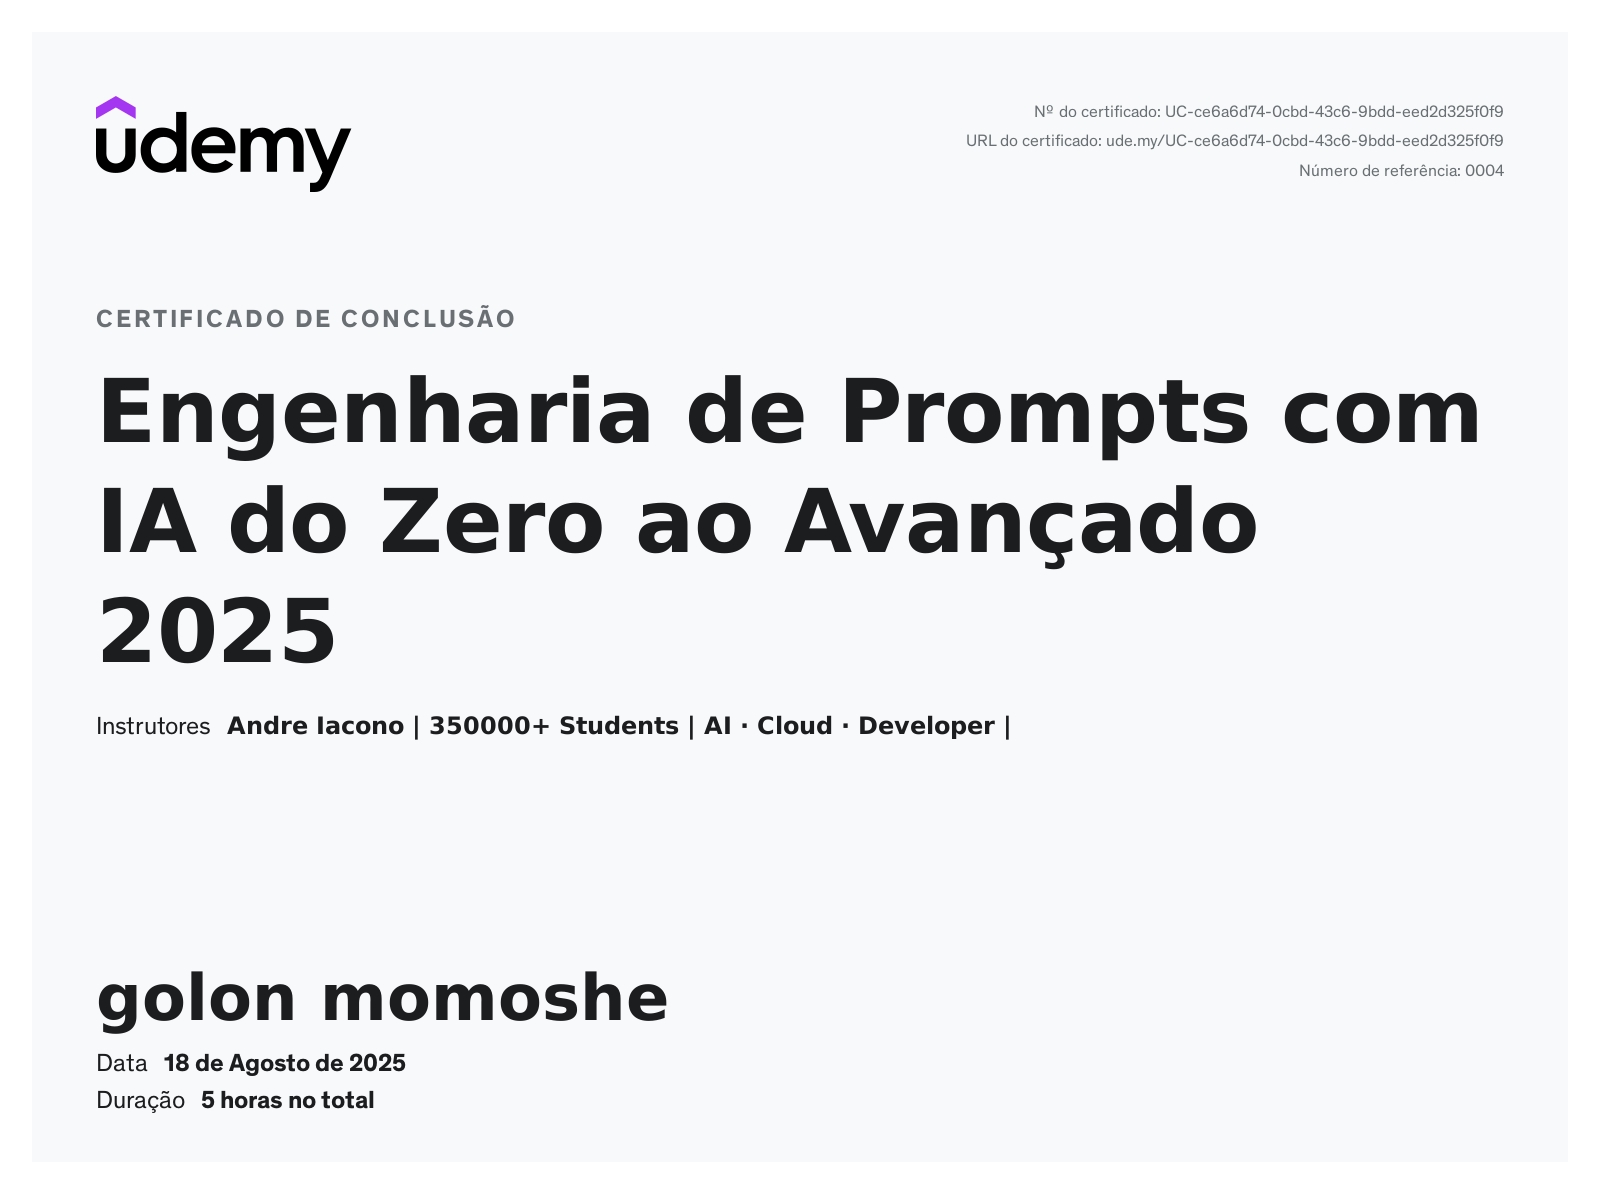 udemy
Nº do certificado: UC-ce6a6d74-0cbd-43c6-9bdd-eed2d325f0f9
URL do certificado: ude.my/UC-ce6a6d74-0cbd-43c6-9bdd-eed2d325f0f9
Número de referência: 0004
CERTIFICADO DE CONCLUSÃO
Engenharia de Prompts com
IA do Zero ao Avançado
2025
Instrutores Andre Iacono | 350000+ Students | AI · Cloud · Developer |
golon momoshe
Data 18 de Agosto de 2025
Duração 5 horas no total